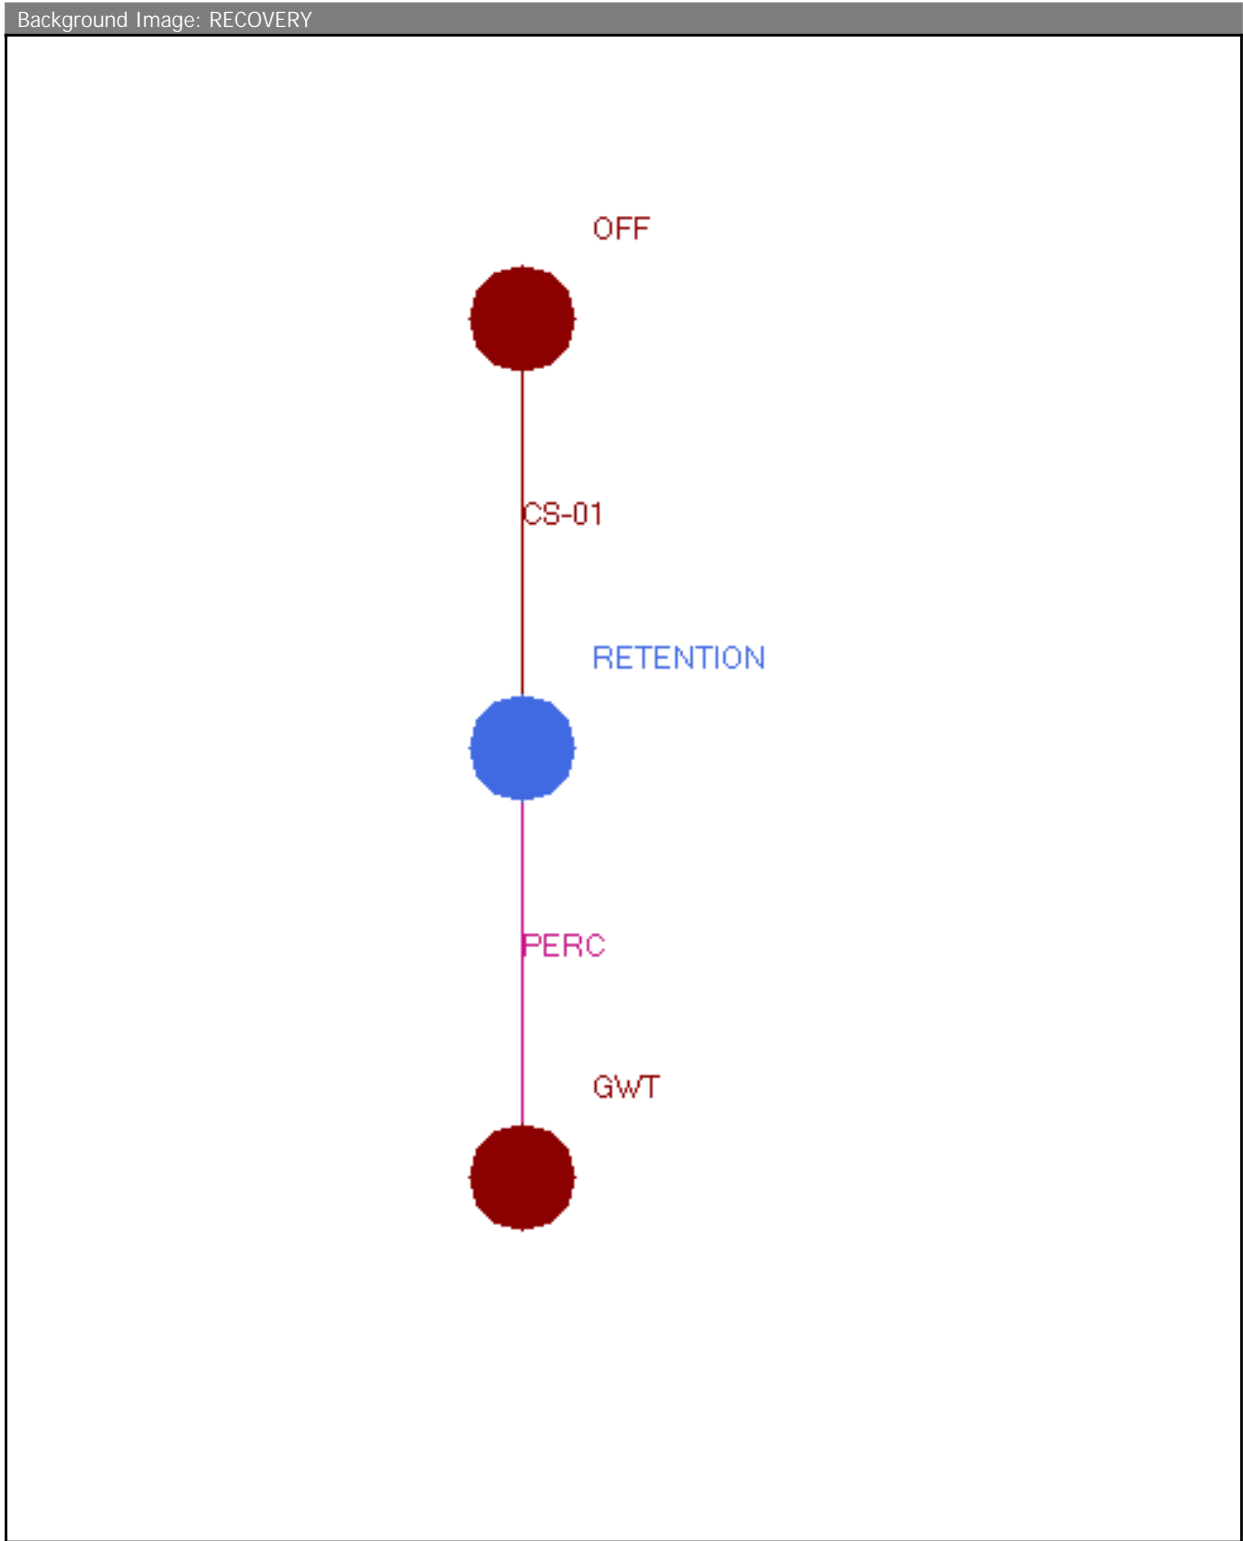 Background Image: RECOVERY
OFF
CS-01
RETENTION
PERC
GWT